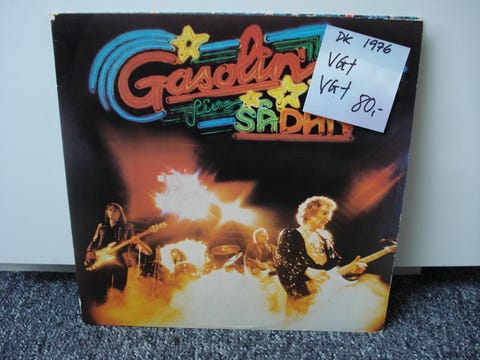 Gasolin'
Live
SÅDAN
DK 1976
VG+
VG+
80,-